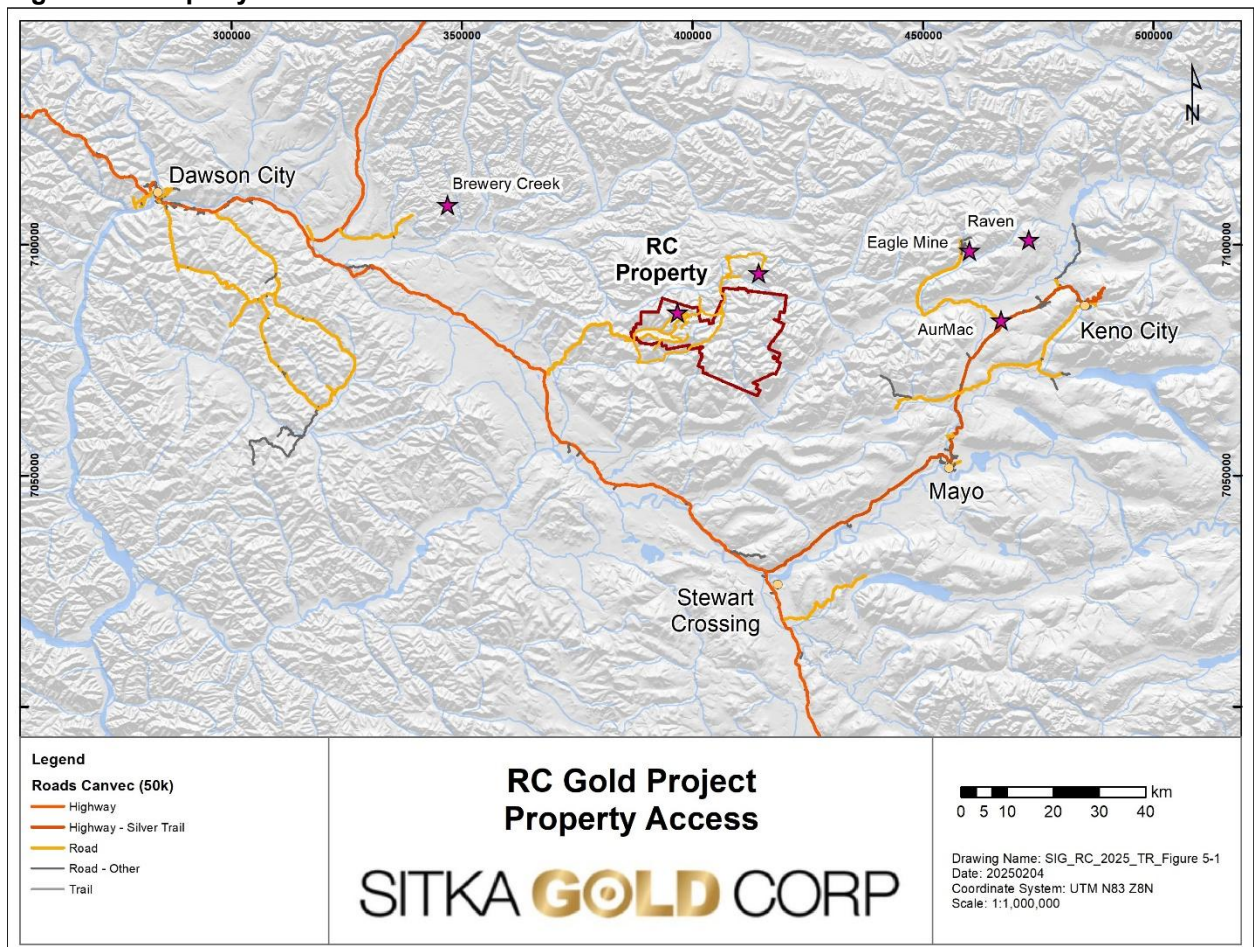 300000
350000
400000
450000
500000
N
Dawson City
Brewery Creek
Raven
Eagle Mine
RC
Property
7100000
7100000
AurMac
Keno City
7050000
7050000
Mayo
Stewart
Crossing
Legend
Roads Canvec (50k)
Highway
Highway - Silver Trail
Road
Road - Other
Trail
RC Gold Project
Property Access
SITKA GOLD CORP
km
0 5 10 20 30 40
Drawing Name: SIG_RC_2025_TR_Figure 5-1
Date: 20250204
Coordinate System: UTM N83 Z8N
Scale: 1:1,000,000